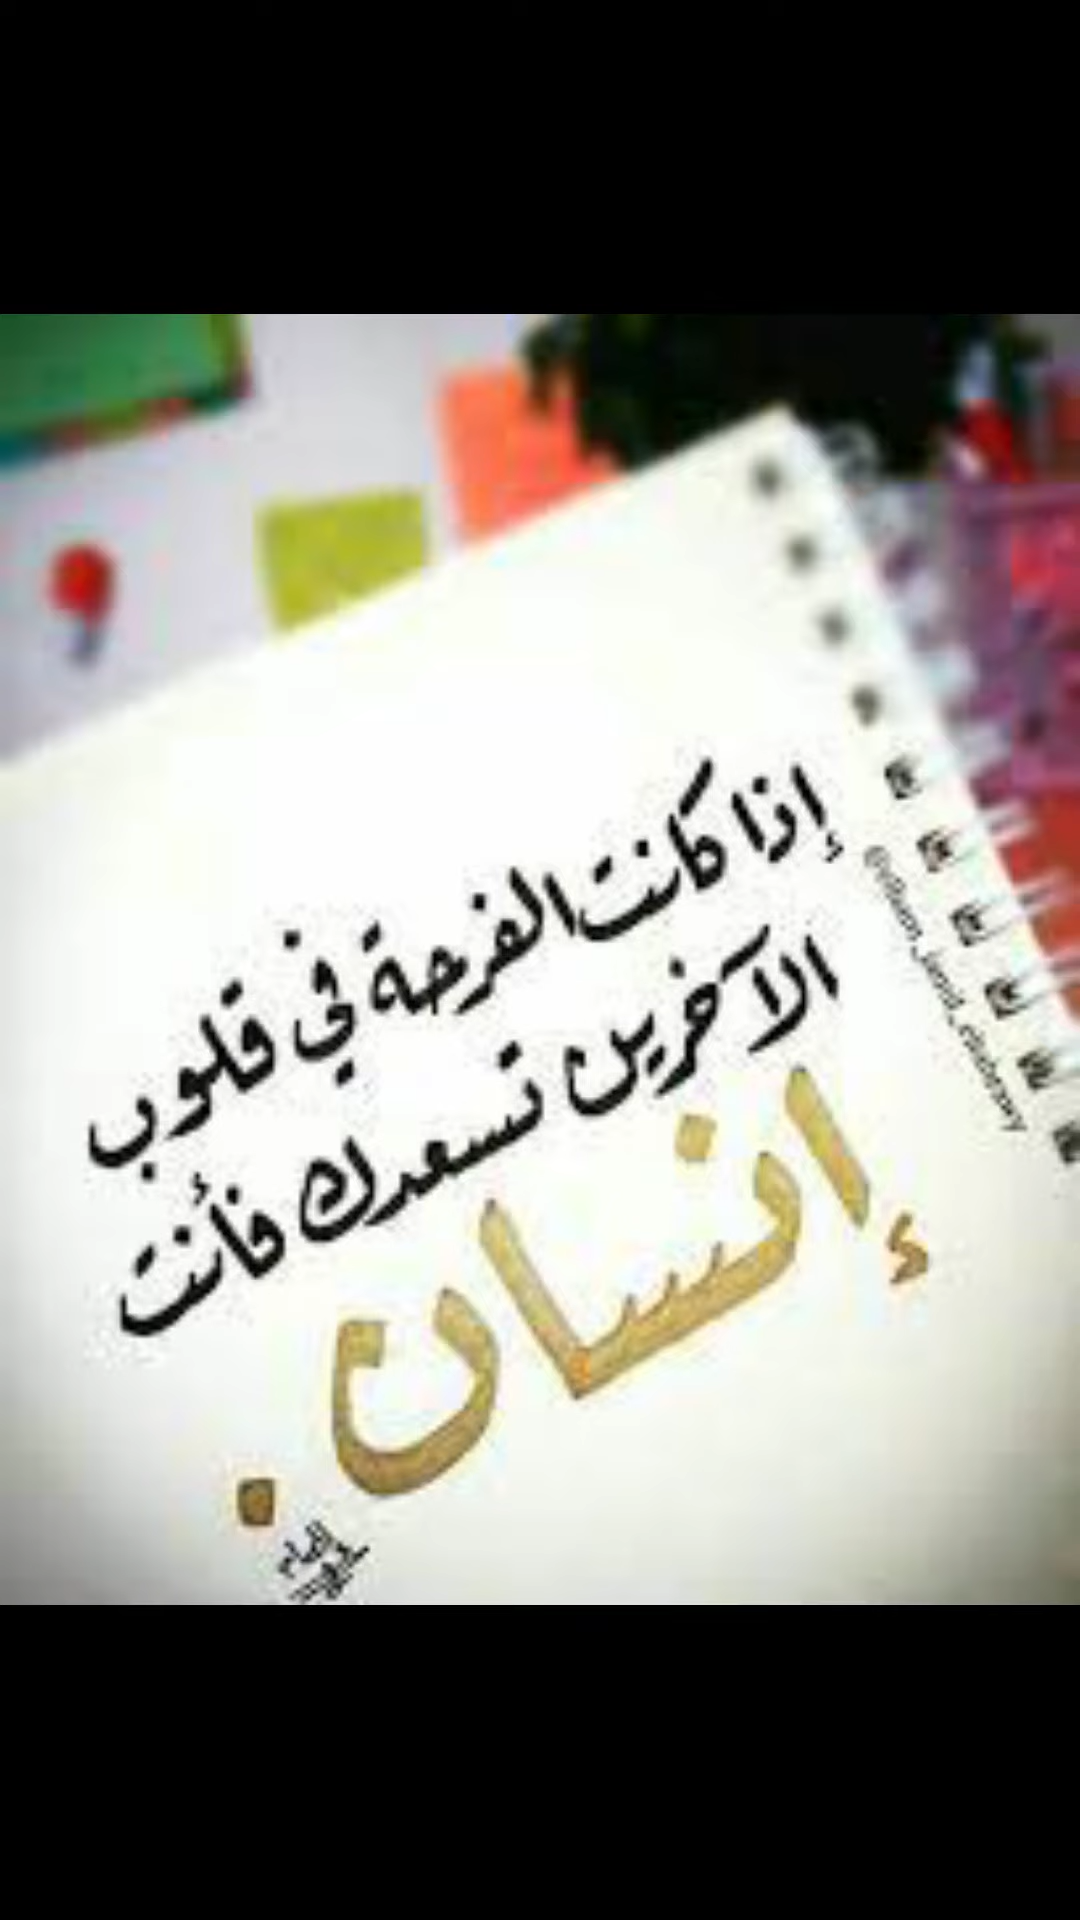 إذا كانت الفرحة في قلوب
الآخرين تسعدك فأنت
إنسان.